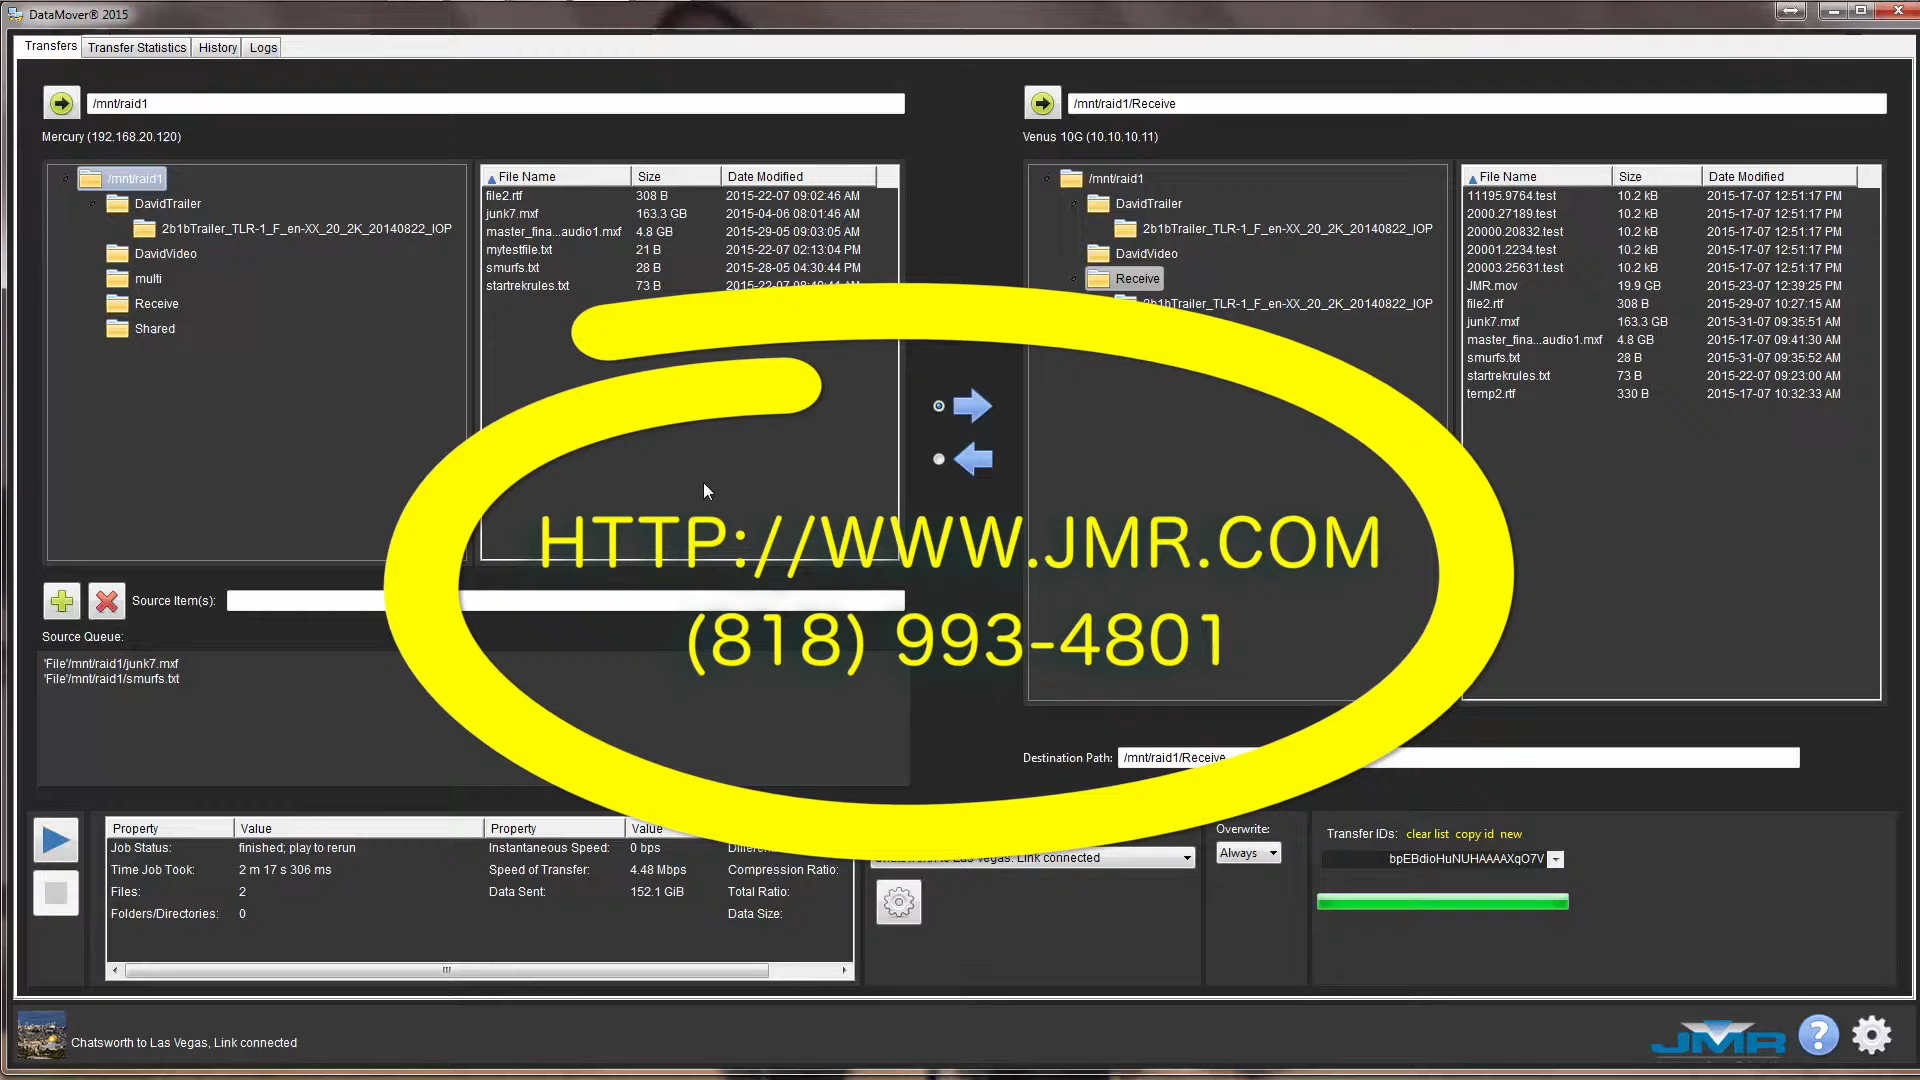 DataMover® 2015
Transfers Transfer Statistics History Logs
/mnt/raid1
Mercury (192.168.20.120)
/mnt/raid1
DavidTrailer
2b1bTrailer_TLR-1_F_en-XX_20_2K_20140822_IOP
DavidVideo
multi
Receive
Shared
File Name Size Date Modified
file2.rtf 308 B 2015-22-07 09:02:46 AM
junk7.mxf 163.3 GB 2015-04-06 08:01:46 AM
master_fina...audio1.mxf 4.8 GB 2015-29-05 09:03:05 AM
mytestfile.txt 21 B 2015-22-07 02:13:04 PM
smurfs.txt 28 B 2015-28-05 04:30:44 PM
startrekrules.txt 73 B 2015-22-07
/mnt/raid1/Receive
Venus 10G (10.10.10.11)
/mnt/raid1
DavidTrailer
2b1bTrailer_TLR-1_F_en-XX_20_2K_20140822_IOP
DavidVideo
Receive
2b1bTrailer_TLR-1_F_en-XX_20_2K_20140822_IOP
File Name Size Date Modified
11195.9764.test 10.2 kB 2015-17-07 12:51:17 PM
2000.27189.test 10.2 kB 2015-17-07 12:51:17 PM
20000.20832.test 10.2 kB 2015-17-07 12:51:17 PM
20001.2234.test 10.2 kB 2015-17-07 12:51:17 PM
20003.25631.test 10.2 kB 2015-17-07 12:51:17 PM
JMR.mov 19.9 GB 2015-23-07 12:39:25 PM
file2.rtf 308 B 2015-29-07 10:27:15 AM
junk7.mxf 163.3 GB 2015-31-07 09:35:51 AM
master_fina...audio1.mxf 4.8 GB 2015-17-07 09:41:30 AM
smurfs.txt 28 B 2015-31-07 09:35:52 AM
startrekrules.txt 73 B 2015-22-07 09:23:00 AM
temp2.rtf 330 B 2015-17-07 10:32:33 AM
HTTP://WWW.JMR.COM
(818) 993-4801
Source Item(s):
Source Queue:
'File'/mnt/raid1/junk7.mxf
'File'/mnt/raid1/smurfs.txt
Destination Path: /mnt/raid1/Receive
Property Value Property Value
Job Status: finished; play to rerun Instantaneous Speed: 0 bps
Time Job Took: 2 m 17 s 306 ms Speed of Transfer: 4.48 Mbps Compression Ratio:
Files: 2 Data Sent: 152.1 GiB Total Ratio:
Folders/Directories: 0 Data Size:
Chatsworth to Las Vegas. Link connected
Overwrite:
Always
Transfer IDs: clear list copy id new
bpEBdioHuNUHAAAAXqO7V
Chatsworth to Las Vegas, Link connected
JMR
?